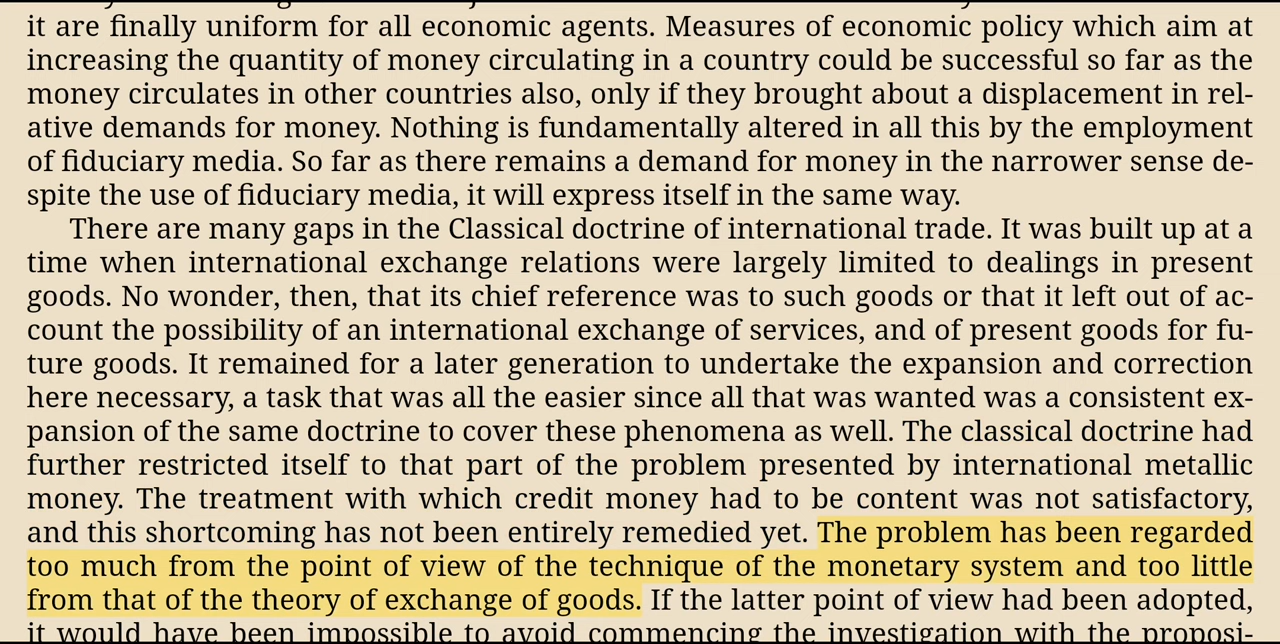 it are finally uniform for all economic agents. Measures of economic policy which aim at
increasing the quantity of money circulating in a country could be successful so far as the
money circulates in other countries also, only if they brought about a displacement in rel-
ative demands for money. Nothing is fundamentally altered in all this by the employment
of fiduciary media. So far as there remains a demand for money in the narrower sense de-
spite the use of fiduciary media, it will express itself in the same way.
There are many gaps in the Classical doctrine of international trade. It was built up at a
time when international exchange relations were largely limited to dealings in present
goods. No wonder, then, that its chief reference was to such goods or that it left out of ac-
count the possibility of an international exchange of services, and of present goods for fu-
ture goods. It remained for a later generation to undertake the expansion and correction
here necessary, a task that was all the easier since all that was wanted was a consistent ex-
pansion of the same doctrine to cover these phenomena as well. The classical doctrine had
further restricted itself to that part of the problem presented by international metallic
money. The treatment with which credit money had to be content was not satisfactory,
and this shortcoming has not been entirely remedied yet. The problem has been regarded
too much from the point of view of the technique of the monetary system and too little
from that of the theory of exchange of goods. If the latter point of view had been adopted,
it would have been impossible to avoid commencing the investigation with the proposi-